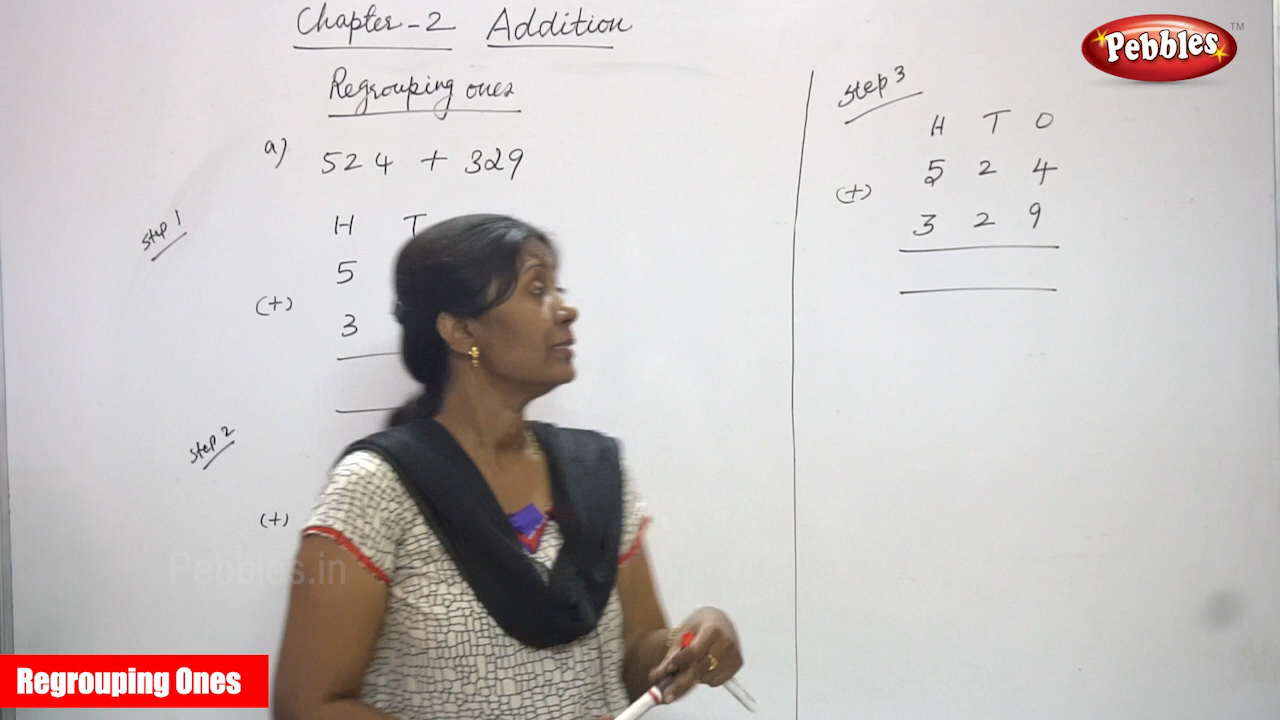 Chapter-2 Addition
Regrouping ones
a) 524 + 329
Step 1
H T
5
(+)
3
Step 2
(+)
Step 3
H T O
5 2 4
(+)
3 2 9
Pebbles™
Pebbles.in
Regrouping Ones